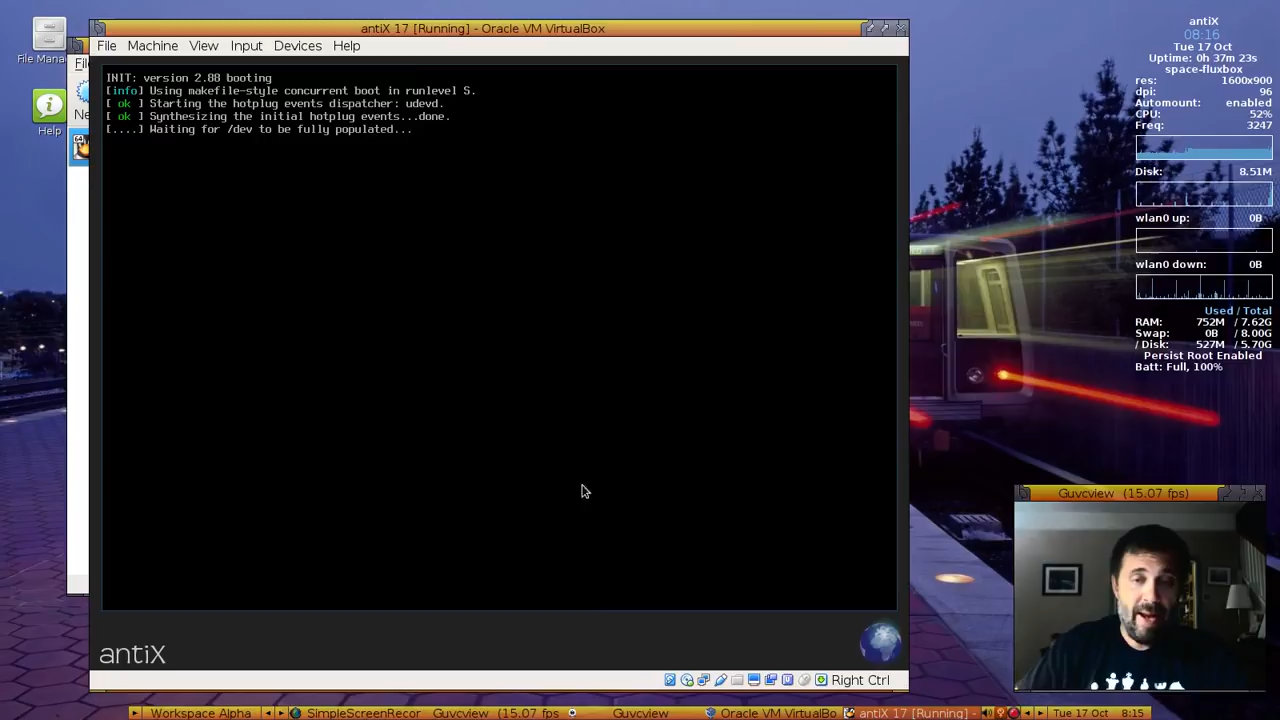 File Mana
Help
antiX 17 [Running] - Oracle VM VirtualBox
File Machine View Input Devices Help
INIT: version 2.88 booting
[info] Using makefile-style concurrent boot in runlevel S.
[ ok ] Starting the hotplug events dispatcher: udevd.
[ ok ] Synthesizing the initial hotplug events...done.
[....] Waiting for /dev to be fully populated...
antiX
Right Ctrl
Fi
Ne
64
antiX
08:16
Tue 17 Oct
Uptime: 0h 37m 23s
space-fluxbox
res: 1600x900
dpi: 96
Automount: enabled
CPU: 52%
Freq: 3247
Disk: 8.51M
wlan0 up: 0B
wlan0 down: 0B
Used / Total
RAM: 752M / 7.62G
Swap: 0B / 8.00G
/ Disk: 527M / 5.70G
Persist Root Enabled
Batt: Full, 100%
Guvcview (15.07 fps)
Workspace Alpha SimpleScreenRecor Guvcview (15.07 fps Guvcview Oracle VM VirtualBo antiX 17 [Running] - Tue 17 Oct 8:15